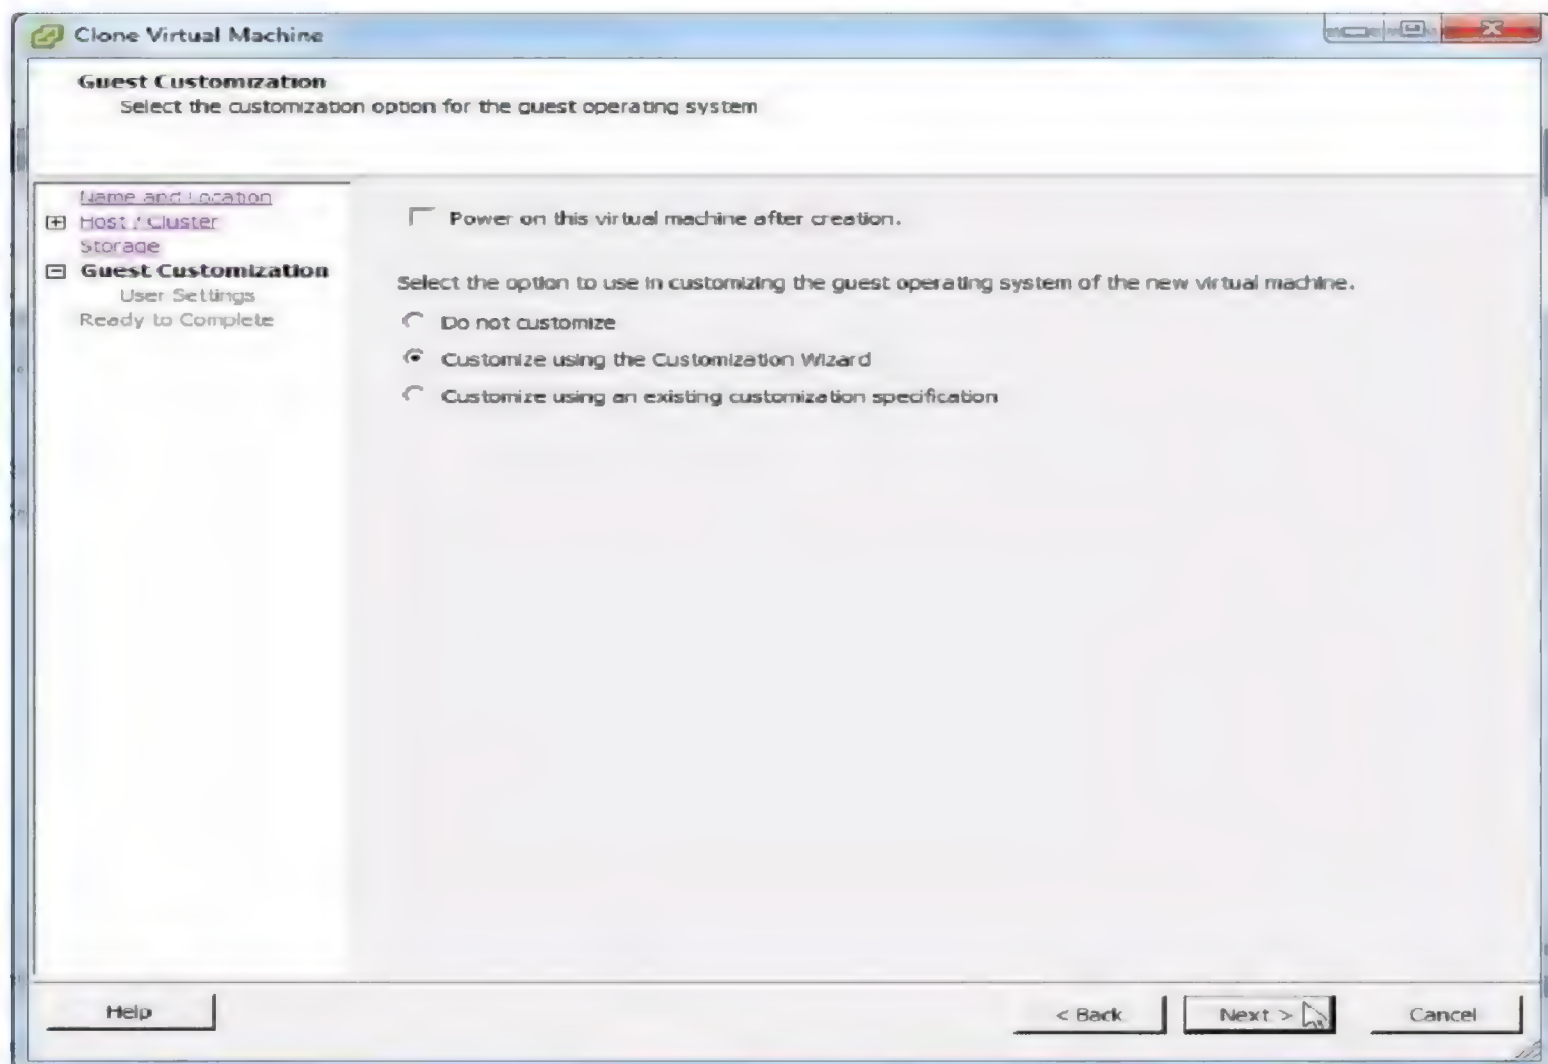 Clone Virtual Machine
Guest Customization
Select the customization option for the guest operating system
Name and Location
Host / Cluster
Storage
Guest Customization
User Settings
Ready to Complete
Power on this virtual machine after creation.
Select the option to use in customizing the guest operating system of the new virtual machine.
Do not customize
Customize using the Customization Wizard
Customize using an existing customization specification
Help
< Back
Next >
Cancel